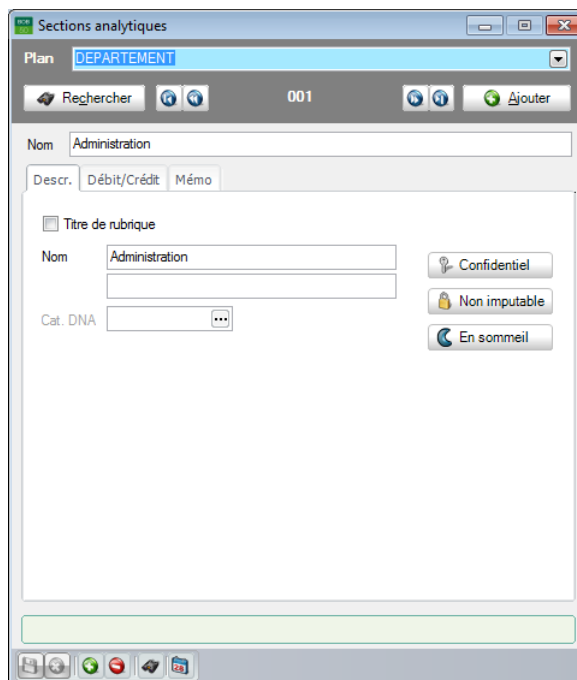 Sections analytiques
Plan DEPARTEMENT
Rechercher 001 Ajouter
Nom Administration
Descr. Débit/Crédit Mémo
Titre de rubrique
Nom Administration
Confidentiel
Non imputable
Cat. DNA ...
En sommeil
28